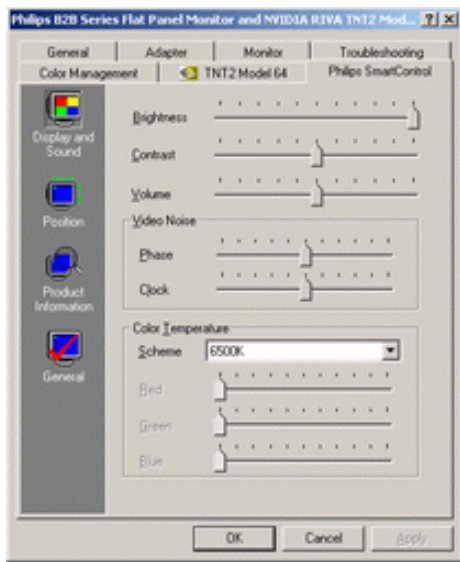 Philips B2B Series Flat Panel Monitor and NVIDIA RIVA TNT2 Mod... ? X
General Adapter Monitor Troubleshooting
Color Management TNT2 Model 64 Philips SmartControl
Display and
Sound
Position
Product
Information
General
Brightness
Contrast
Volume
Video Noise
Phase
Clock
Color Temperature
Scheme 6500K
Red
Green
Blue
OK Cancel Apply